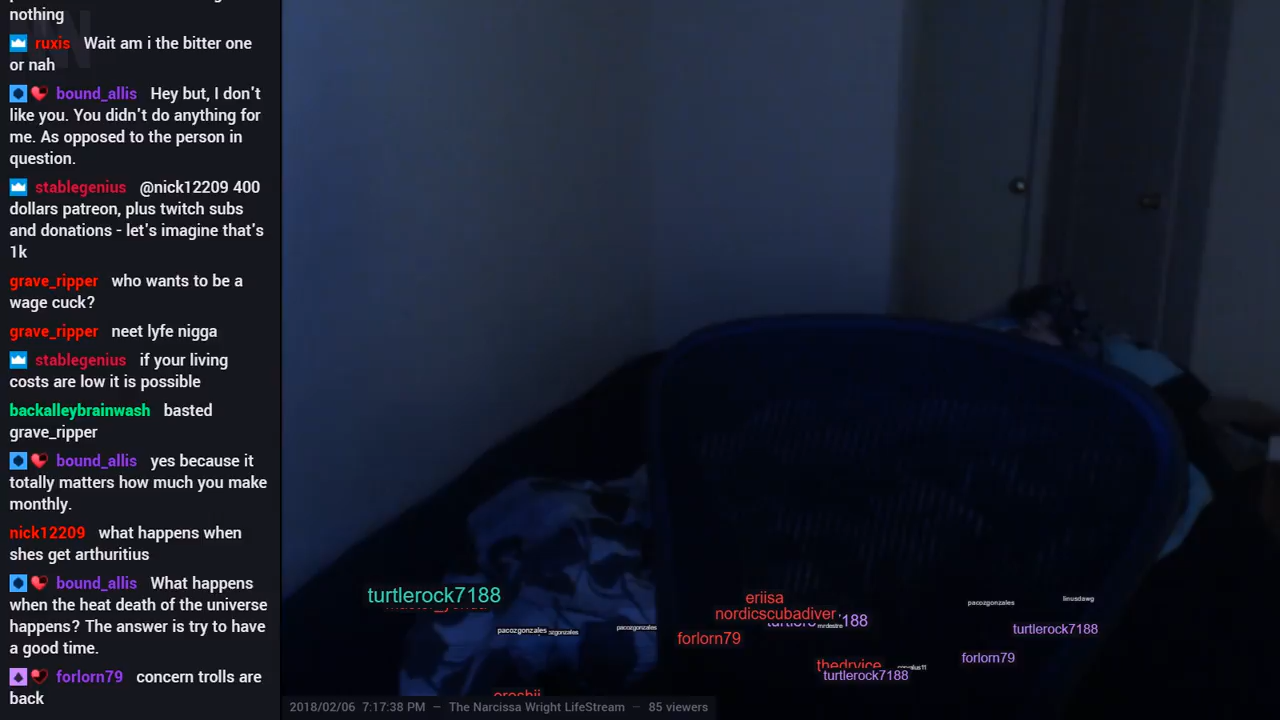 nothing
ruxis Wait am i the bitter one
or nah
bound_allis Hey but, I don't
like you. You didn't do anything for
me. As opposed to the person in
question.
stablegenius @nick12209 400
dollars patreon, plus twitch subs
and donations - let's imagine that's
1k
grave_ripper who wants to be a
wage cuck?
grave_ripper neet lyfe nigga
stablegenius if your living
costs are low it is possible
backalleybrainwash basted
grave_ripper
bound_allis yes because it
totally matters how much you make
monthly.
nick12209 what happens when
shes get arthuritius
bound_allis What happens
when the heat death of the universe
happens? The answer is try to have
a good time.
forlorn79 concern trolls are
back
turtlerock7188
pacozgonzales
pacozgonzales
eriisa
nordicscubadiver
forlorn79
mrdestre
thedrvice
turtlerock7188
pacozgonzales
linusdawg
turtlerock7188
forlorn79
2018/02/06 7:17:38 PM — The Narcissa Wright LifeStream — 85 viewers